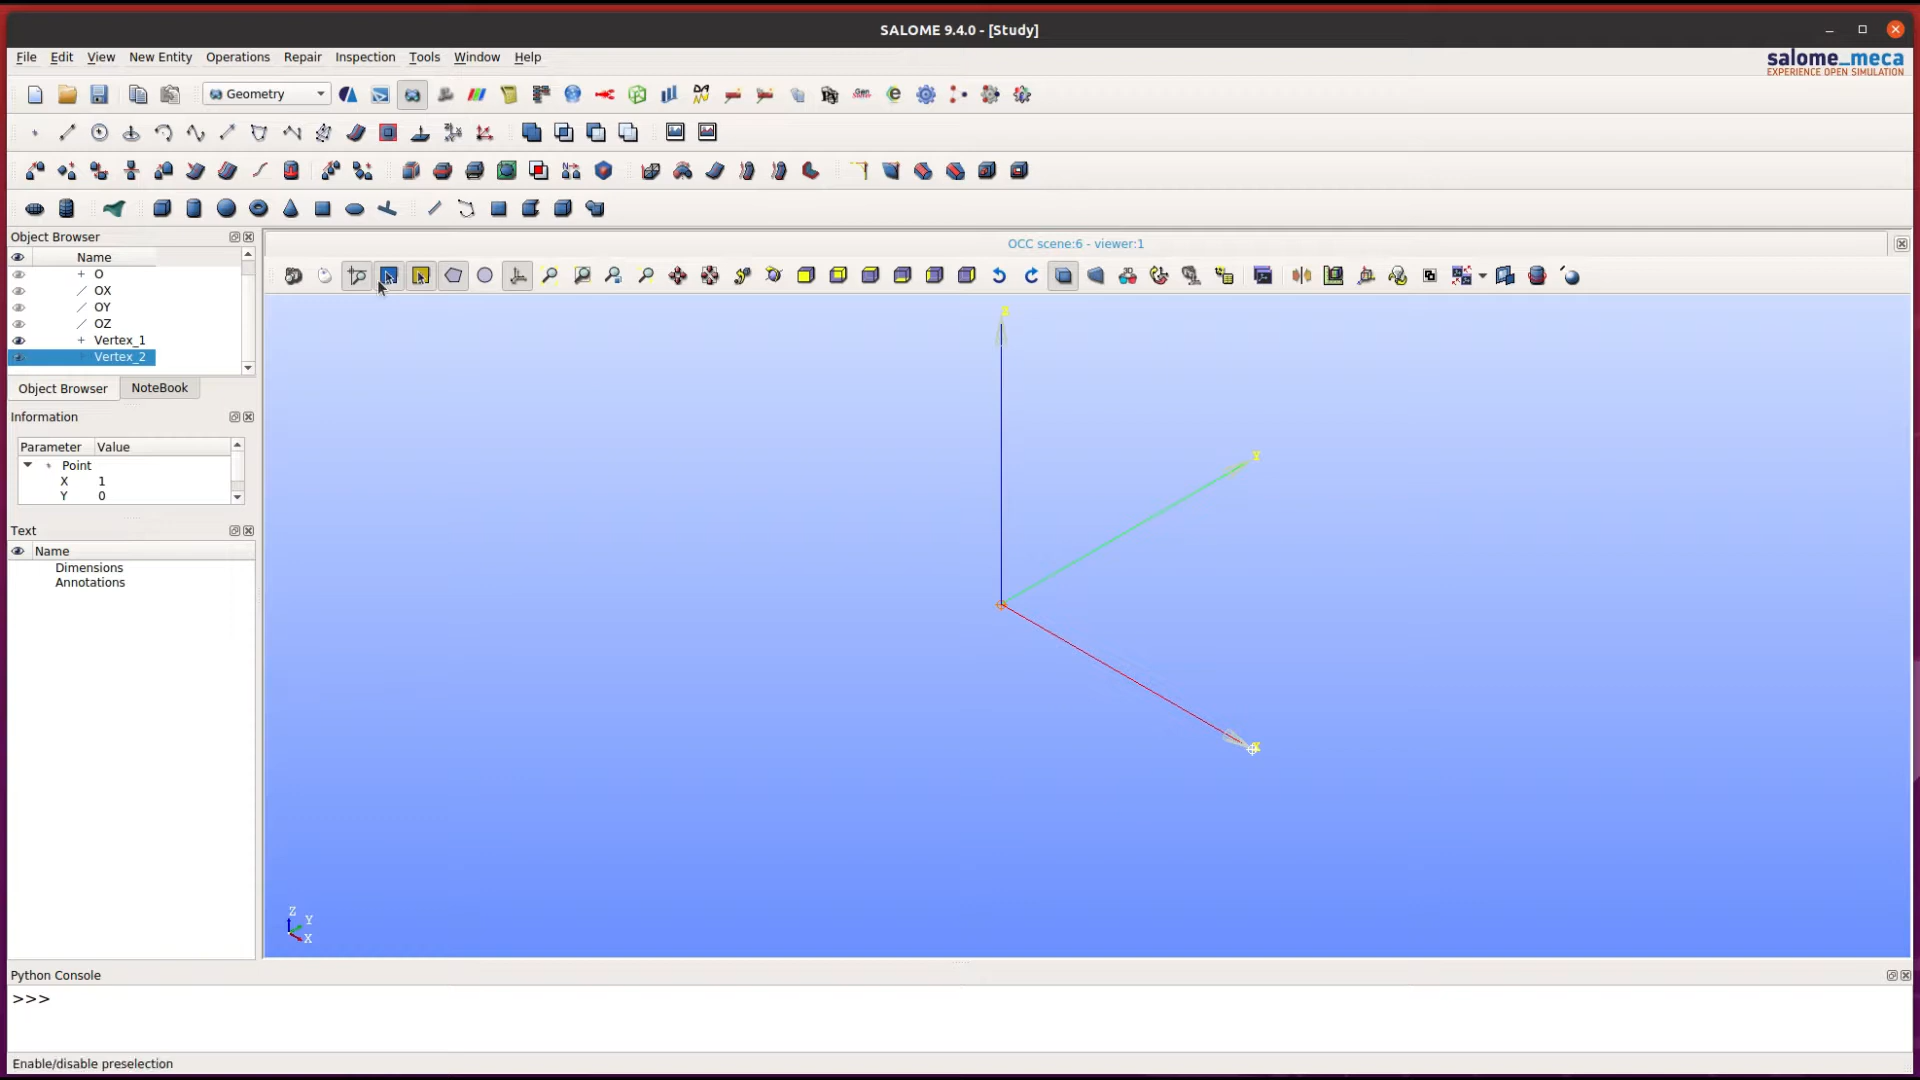 SALOME 9.4.0 - [Study]
File Edit View New Entity Operations Repair Inspection Tools Window Help
salome_meca
EXPERIENCE OPEN SIMULATION
Geometry
Object Browser
OCC scene:6 - viewer:1
Name
O
OX
OY
OZ
Vertex_1
Vertex_2
Object Browser NoteBook
Information
Parameter Value
Point
X 1
Y 0
Text
Name
Dimensions
Annotations
Y
Z
Y
X
Python Console
>>>
Enable/disable preselection